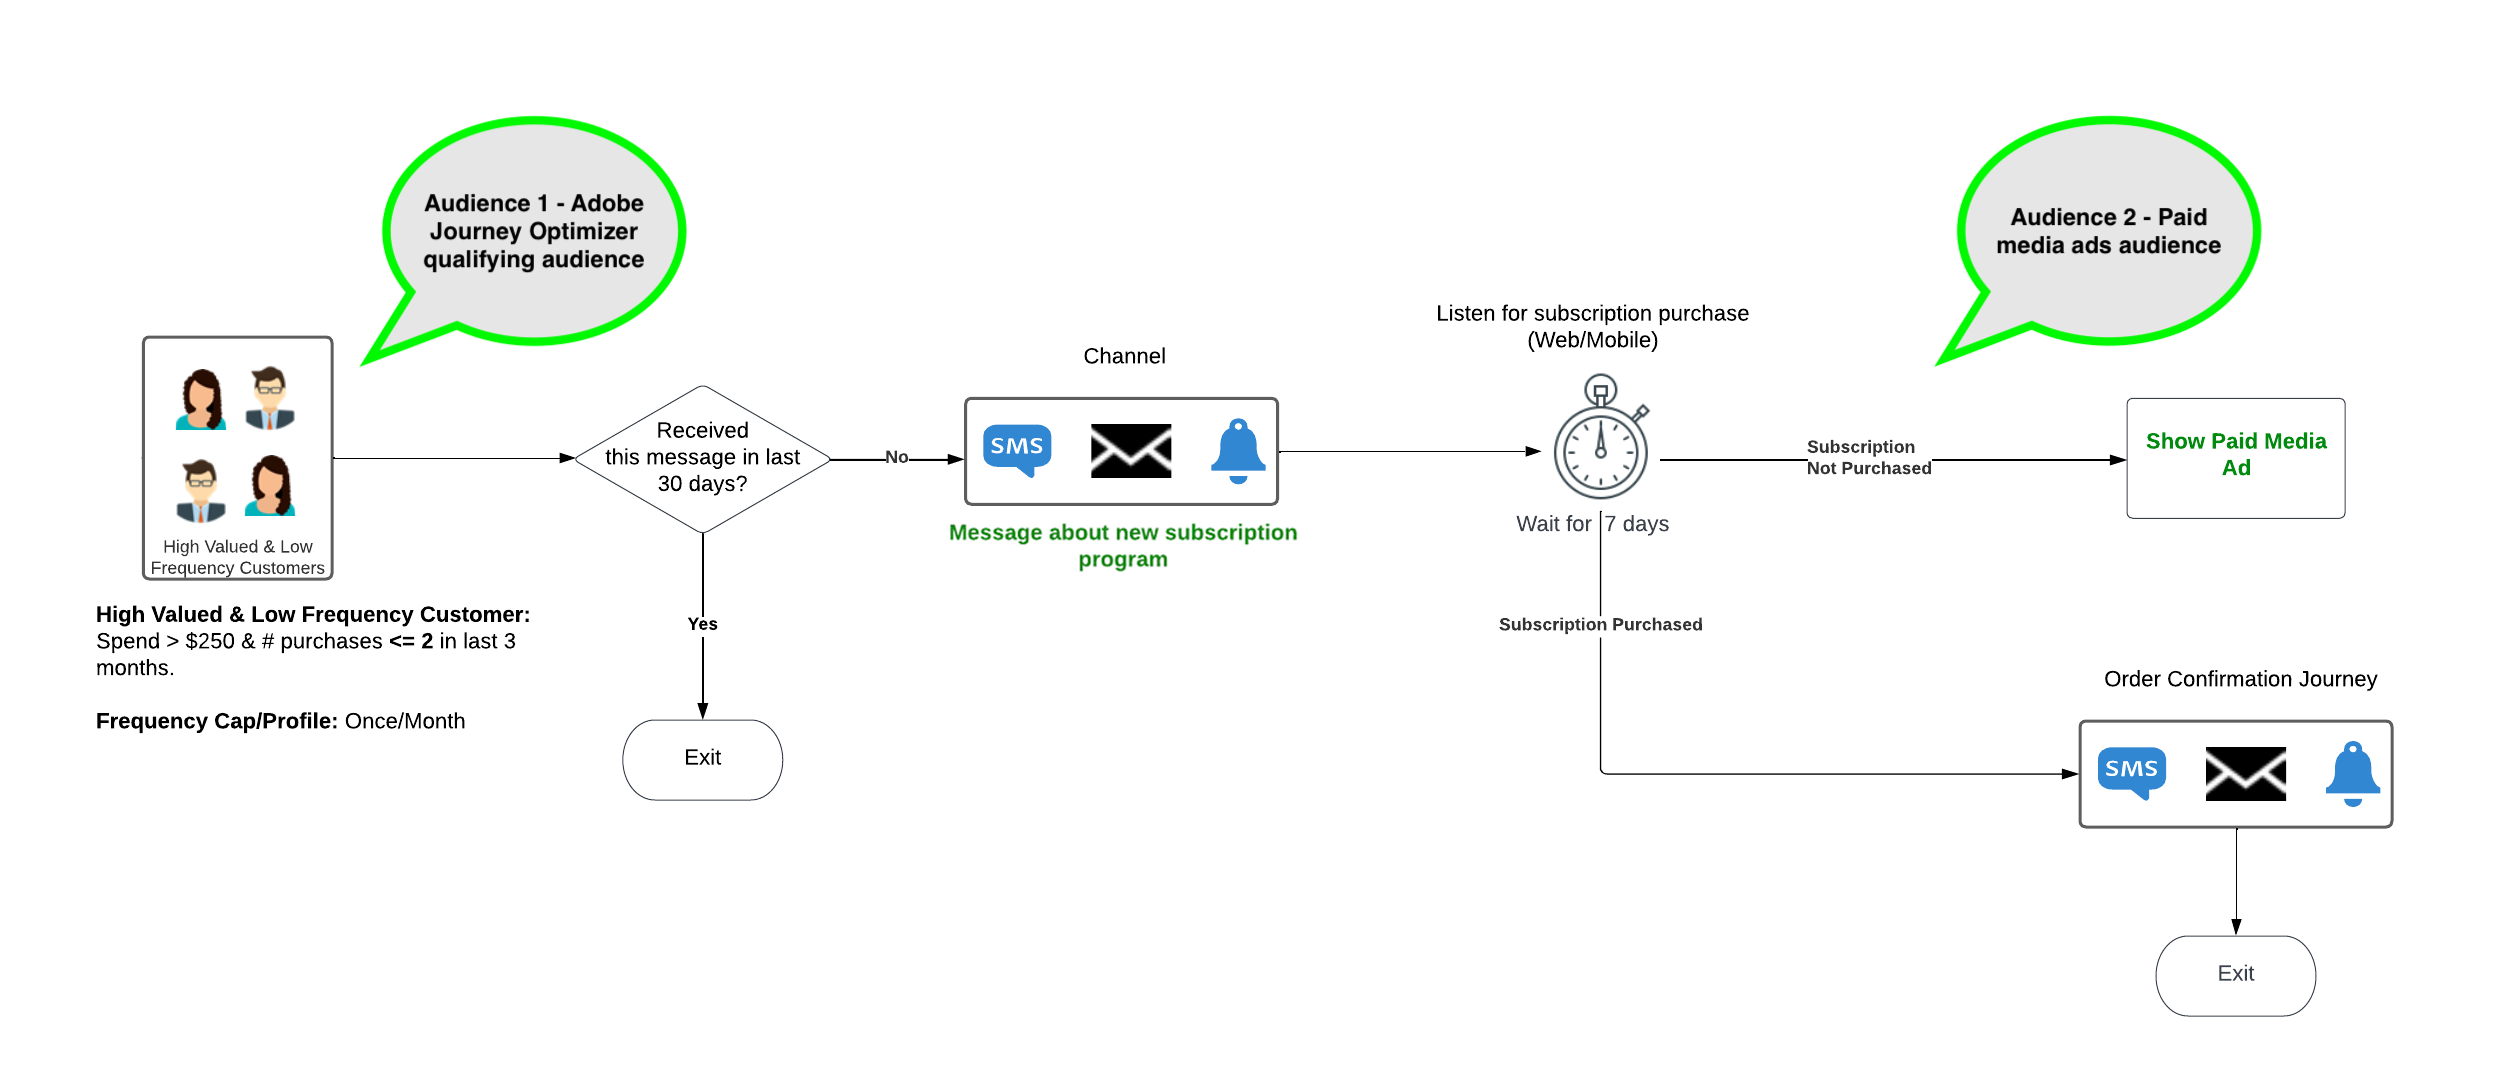 Audience 1 - Adobe
Journey Optimizer
qualifying audience
Audience 2 - Paid
media ads audience
High Valued & Low
Frequency Customers
High Valued & Low Frequency Customer:
Spend > $250 & # purchases <= 2 in last 3
months.
Frequency Cap/Profile: Once/Month
Received
this message in last
30 days?
No
Yes
Exit
Channel
SMS
Message about new subscription
program
Listen for subscription purchase
(Web/Mobile)
Wait for 7 days
Subscription
Not Purchased
Show Paid Media
Ad
Subscription Purchased
Order Confirmation Journey
SMS
Exit